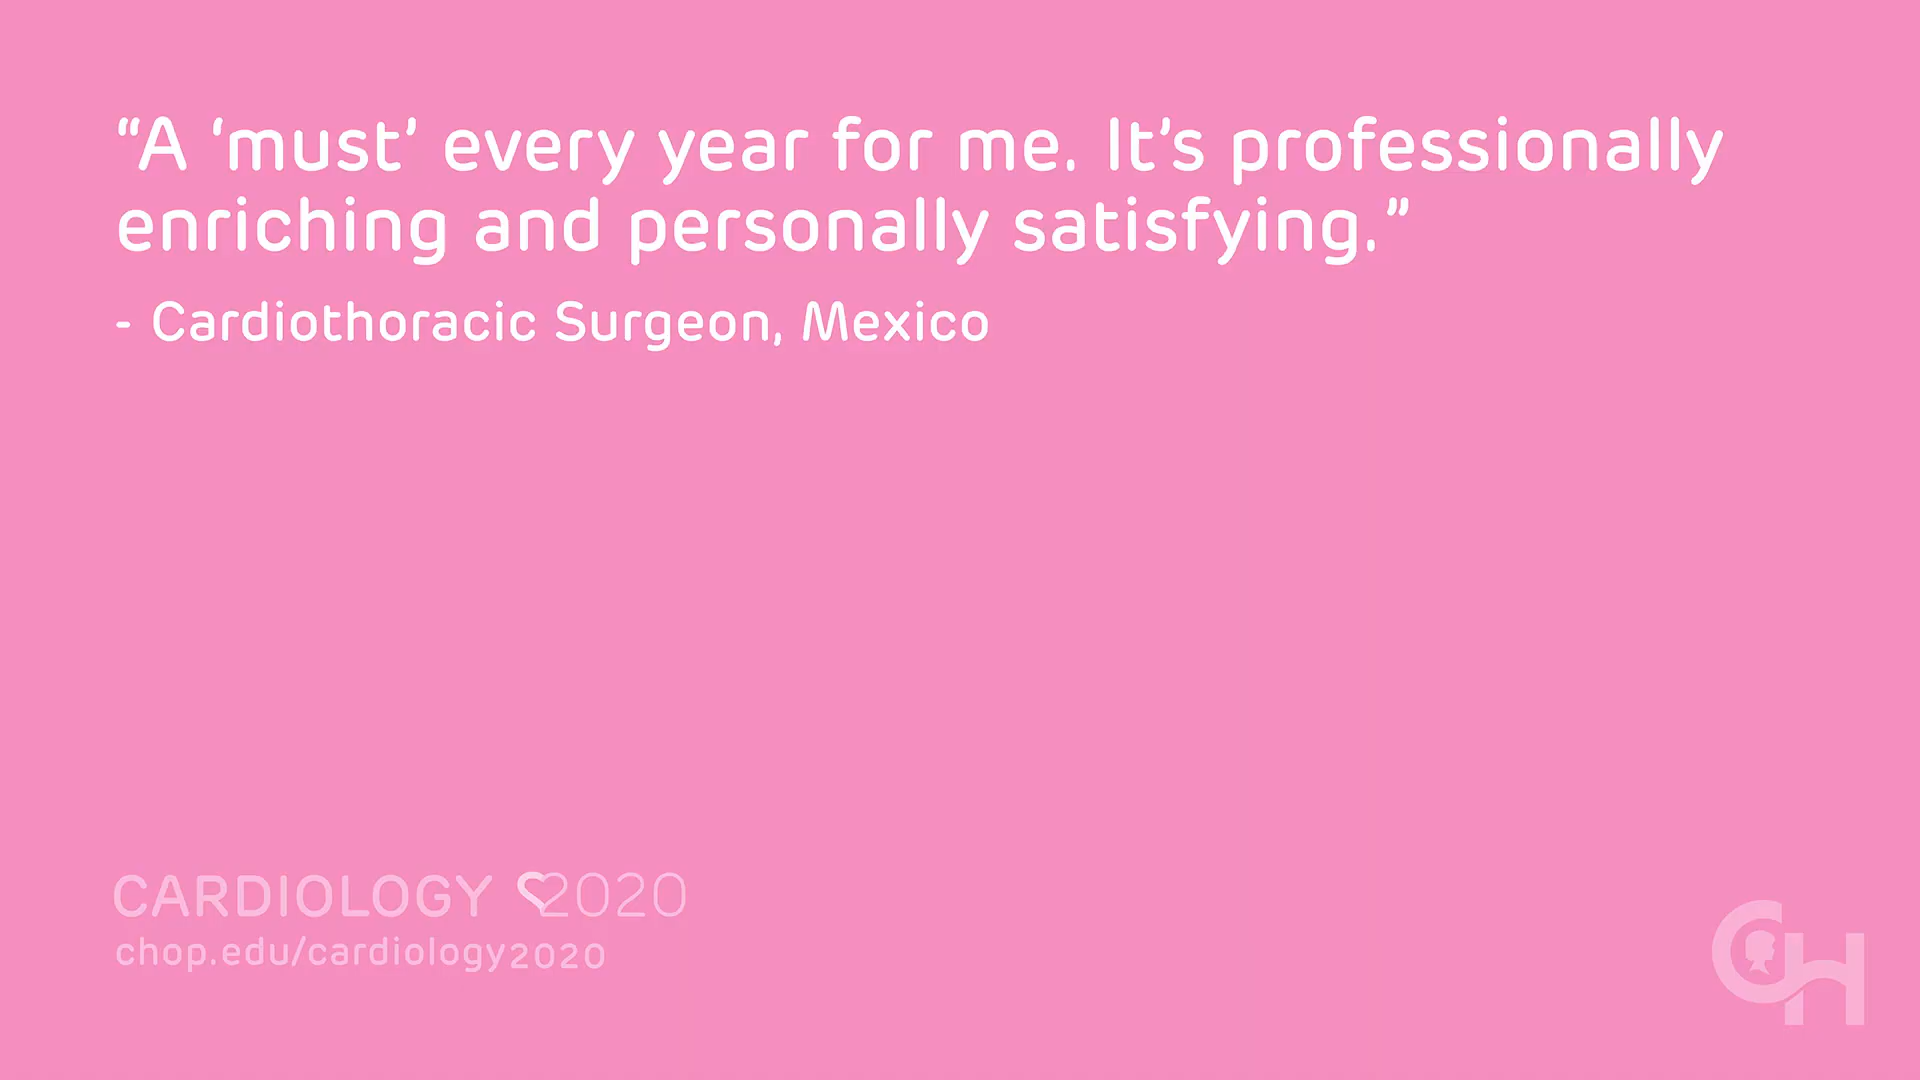 “A ‘must’ every year for me. It’s professionally
enriching and personally satisfying.”
- Cardiothoracic Surgeon, Mexico
CARDIOLOGY 2020
chop.edu/cardiology2020
CH